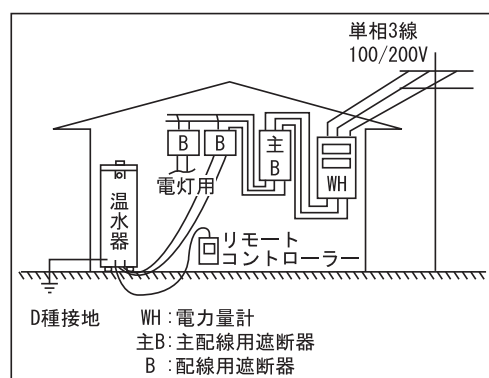 単相3線
100/200V
B
B
主
B
WH
電灯用
温水器
リモート
コントローラー
D種接地
WH:電力量計
主B:主配線用遮断器
B:配線用遮断器